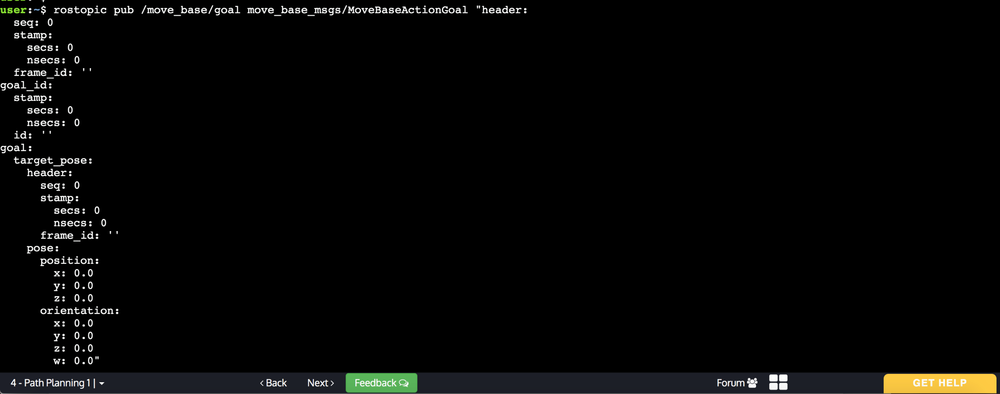 user:~$
user:~$ rostopic pub /move_base/goal move_base_msgs/MoveBaseActionGoal "header:
  seq: 0
  stamp:
    secs: 0
    nsecs: 0
  frame_id: ''
goal_id:
  stamp:
    secs: 0
    nsecs: 0
  id: ''
goal:
  target_pose:
    header:
      seq: 0
      stamp:
        secs: 0
        nsecs: 0
      frame_id: ''
    pose:
      position:
        x: 0.0
        y: 0.0
        z: 0.0
      orientation:
        x: 0.0
        y: 0.0
        z: 0.0
        w: 0.0"
4 - Path Planning 1 | Back Next Feedback Forum GET HELP